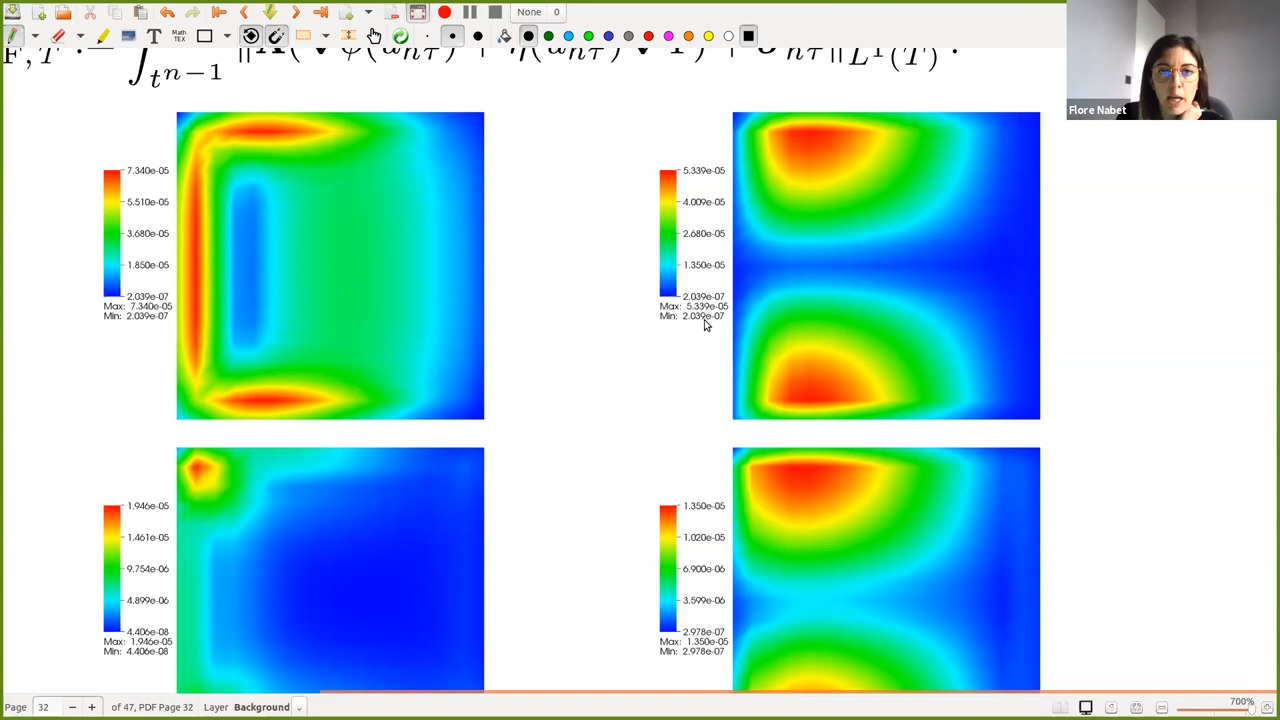 None 0
T MATH TEX
t^{n-1}
L^1(T)
Flore Nabet
7.340e-05
5.510e-05
3.680e-05
1.850e-05
2.039e-07
Max: 7.340e-05
Min: 2.039e-07
5.339e-05
4.009e-05
2.680e-05
1.350e-05
2.039e-07
Max: 5.339e-05
Min: 2.039e-07
1.946e-05
1.461e-05
9.754e-06
4.899e-06
4.406e-08
Max: 1.946e-05
Min: 4.406e-08
1.350e-05
1.020e-05
6.900e-06
3.599e-06
2.978e-07
Max: 1.350e-05
Min: 2.978e-07
Page 32 of 47, PDF Page 32 Layer Background 700%